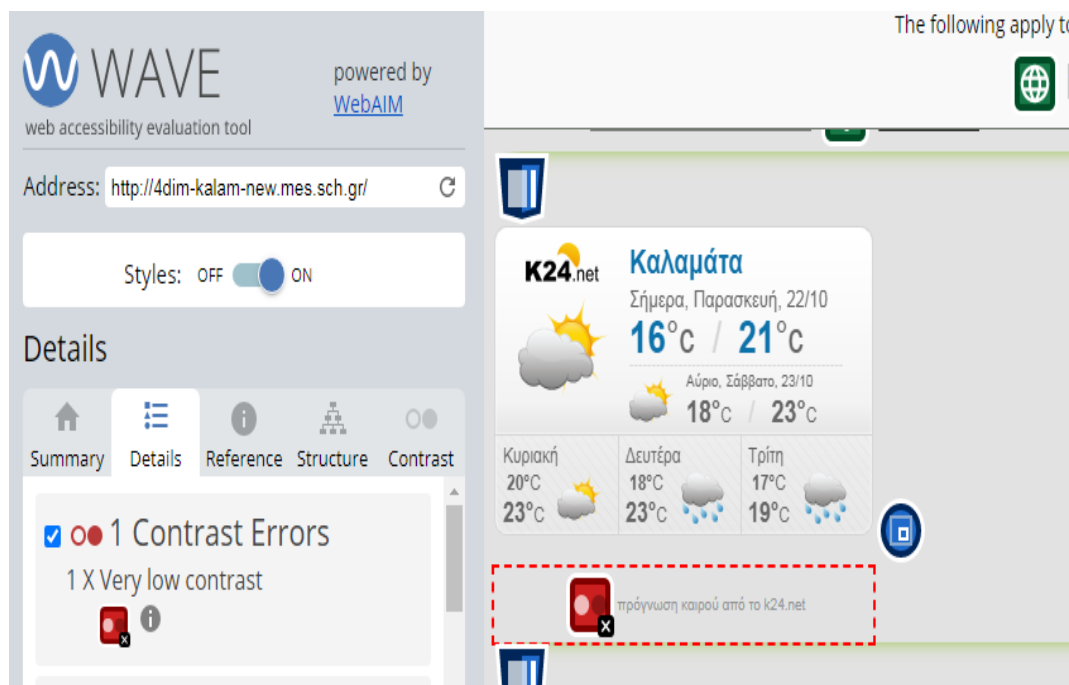 The following apply to
WAVE
powered by
WebAIM
web accessibility evaluation tool
Address: http://4dim-kalam-new.mes.sch.gr/
Styles: OFF ON
Details
Summary Details Reference Structure Contrast
1 Contrast Errors
1 X Very low contrast
K24.net
Καλαμάτα
Σήμερα, Παρασκευή, 22/10
16°C / 21°C
Αύριο, Σάββατο, 23/10
18°C / 23°C
Κυριακή
20°C
23°C
Δευτέρα
18°C
23°C
Τρίτη
17°C
19°C
πρόγνωση καιρού από το k24.net